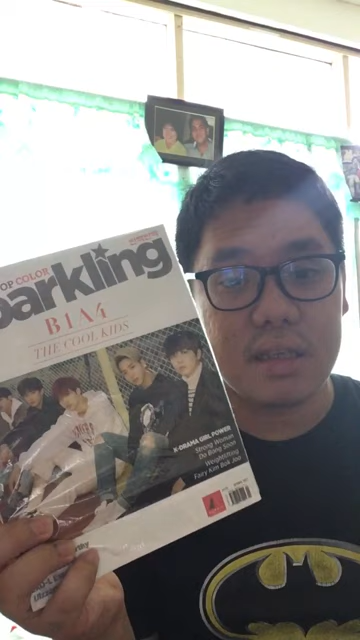 OP COLOR
parkling
B1A4
THE COOL KIDS
K-DRAMA GIRL POWER
Strong Woman
Do Bong Soon
Weightlifting
Fairy Kim Bok Joo